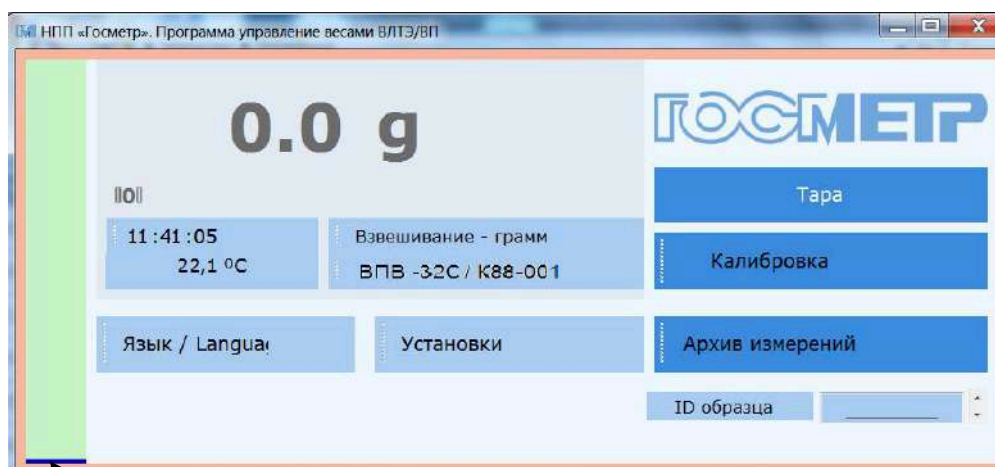 НПП «Госметр». Программа управление весами ВЛТЭ/ВП
0.0 g
ГОСМЕТР
Тара
11:41:05
22,1 ºC
Взвешивание - грамм
ВПВ -32С / К88-001
Калибровка
Язык / Languag
Установки
Архив измерений
ID образца